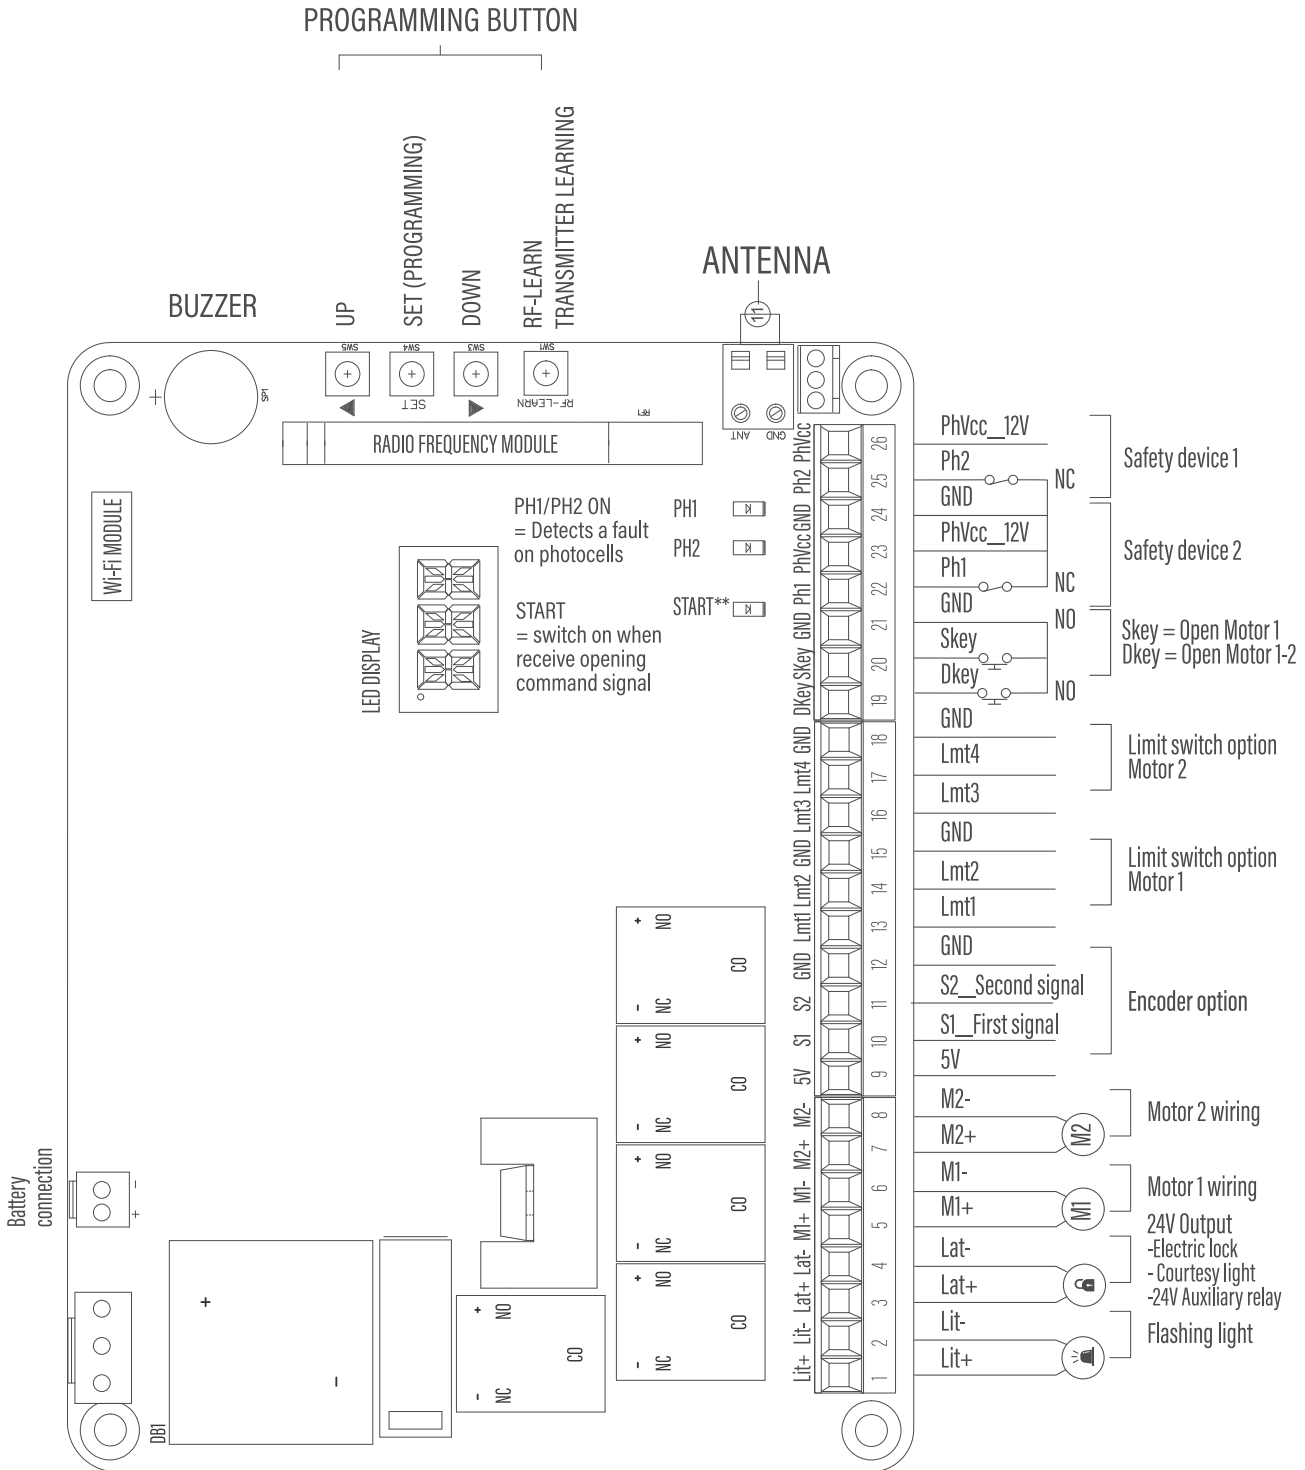 PROGRAMMING BUTTON
UP
SET (PROGRAMMING)
DOWN
RF-LEARN
TRANSMITTER LEARNING
BUZZER
ANTENNA
11
SW5
SW4
SW3
SW1
SET
RF-LEARN
+
SP1
RF1
ANT
GND
RADIO FREQUENCY MODULE
Wi-Fi MODULE
PH1/PH2 ON
= Detects a fault
on photocells
PH1
PH2
START
= switch on when
receive opening
command signal
START**
LED DISPLAY
PhVcc
26
PhVcc_12V
Ph2
25
Ph2
NC
Safety device 1
GND
24
GND
PhVcc
23
PhVcc_12V
Safety device 2
Ph1
22
Ph1
NC
GND
21
GND
NO
SKey
20
Skey
Skey = Open Motor 1
Dkey = Open Motor 1-2
DKey
19
Dkey
NO
GND
18
GND
Lmt4
17
Lmt4
Limit switch option
Motor 2
Lmt3
16
Lmt3
GND
15
GND
Lmt2
14
Lmt2
Limit switch option
Motor 1
Lmt1
13
Lmt1
GND
12
GND
S2
11
S2_Second signal
Encoder option
S1
10
S1_First signal
5V
9
5V
M2-
8
M2-
M2
Motor 2 wiring
M2+
7
M2+
M1-
6
M1-
M1
Motor 1 wiring
M1+
5
M1+
24V Output
-Electric lock
- Courtesy light
-24V Auxiliary relay
Lat-
4
Lat-
Lat+
3
Lat+
Lit-
2
Lit-
Flashing light
Lit+
1
Lit+
+ NO
CO
- NC
+ NO
CO
- NC
+ NO
CO
- NC
+ NO
CO
- NC
+ NO
CO
- NC
Battery
connection
-
+
+
-
DB1